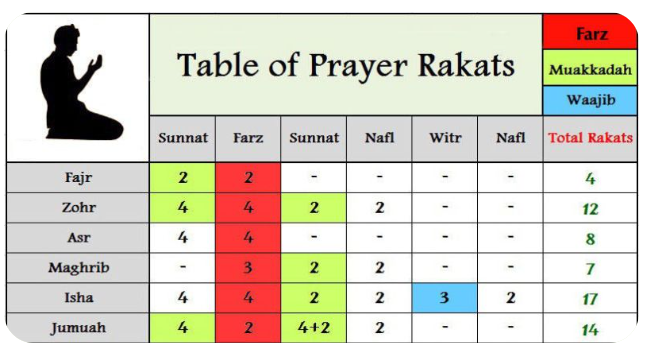 Table of Prayer Rakats
Farz
Muakkadah
Waajib
Sunnat Farz Sunnat Nafl Witr Nafl Total Rakats
Fajr 2 2 - - - - 4
Zohr 4 4 2 2 - - 12
Asr 4 4 - - - - 8
Maghrib - 3 2 2 - - 7
Isha 4 4 2 2 3 2 17
Jumuah 4 2 4+2 2 - - 14